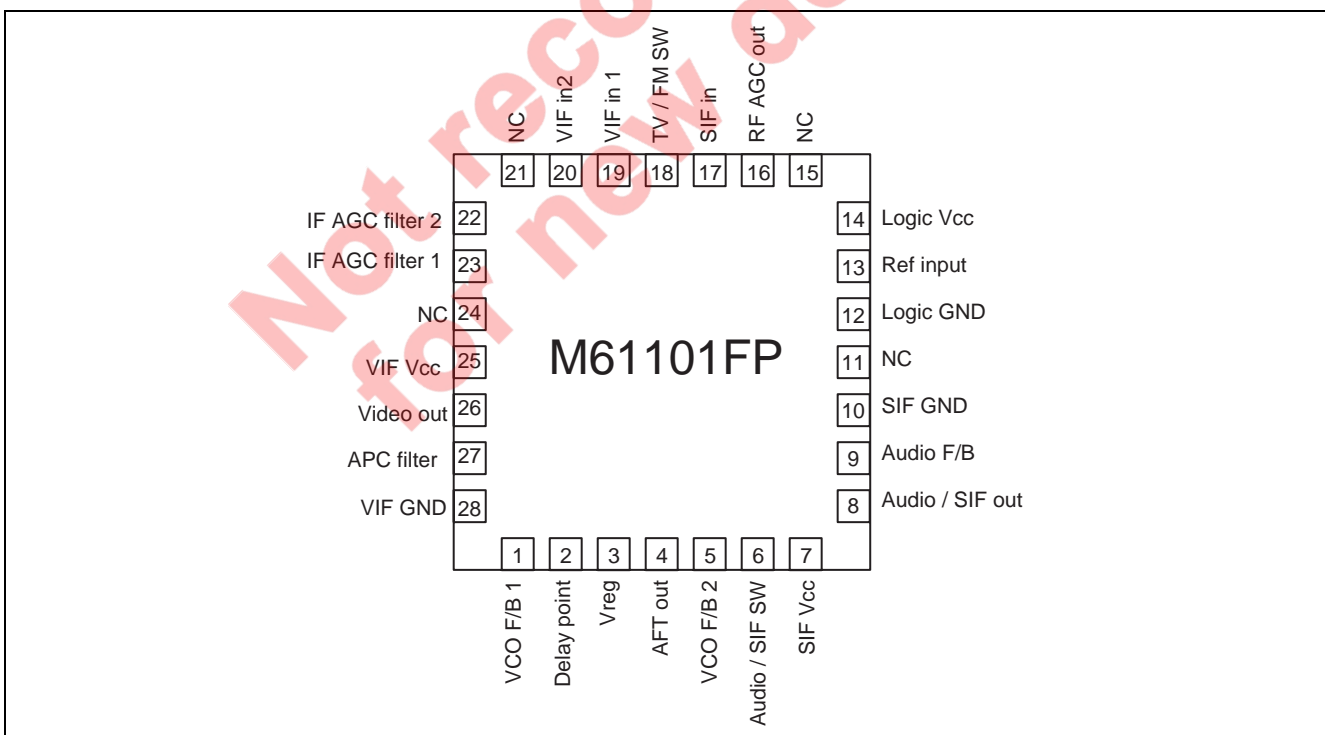 Not reco
for new de
NC
VIF in2
VIF in 1
TV / FM SW
SIF in
RF AGC out
NC
21 20 19 18 17 16 15
IF AGC filter 2 22
IF AGC filter 1 23
NC 24
VIF Vcc 25
Video out 26
APC filter 27
VIF GND 28
M61101FP
14 Logic Vcc
13 Ref input
12 Logic GND
11 NC
10 SIF GND
9 Audio F/B
8 Audio / SIF out
1 2 3 4 5 6 7
VCO F/B 1
Delay point
Vreg
AFT out
VCO F/B 2
Audio / SIF SW
SIF Vcc